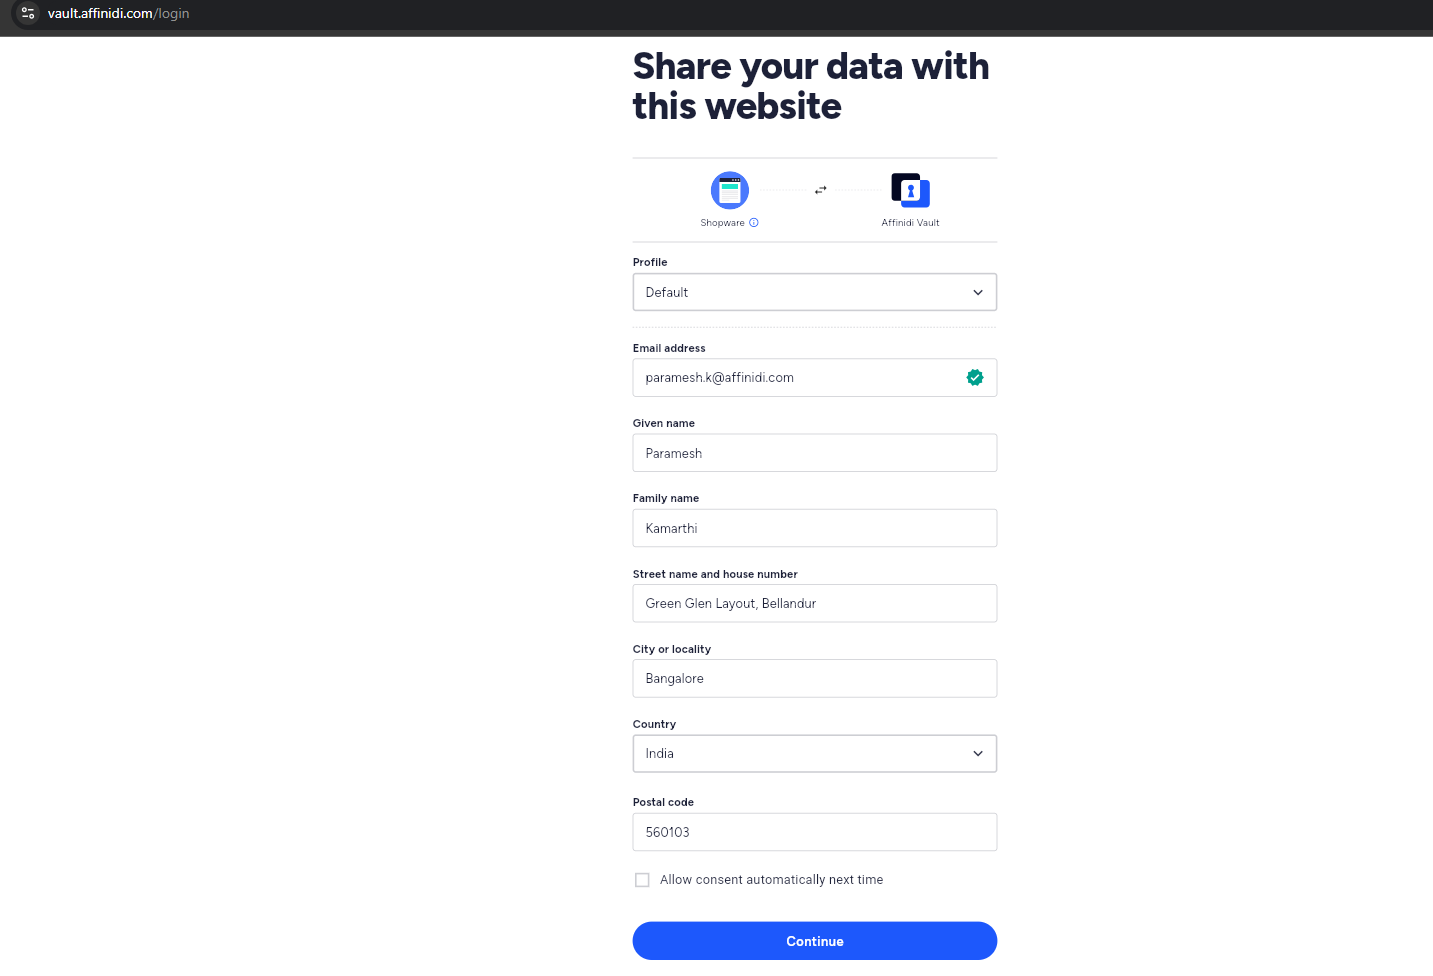 vault.affinidi.com/login
Share your data with
this website
Shopware
Affinidi Vault
Profile
Default
Email address
paramesh.k@affinidi.com
Given name
Paramesh
Family name
Kamarthi
Street name and house number
Green Glen Layout, Bellandur
City or locality
Bangalore
Country
India
Postal code
560103
Allow consent automatically next time
Continue